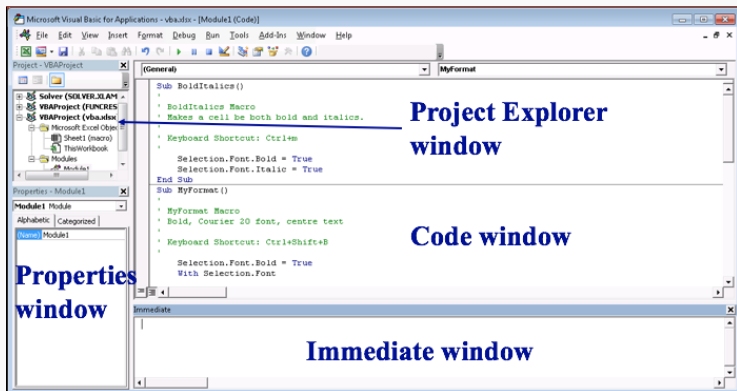 Microsoft Visual Basic for Applications - vba.xlsx - [Module1 (Code)]
File Edit View Insert Format Debug Run Tools Add-Ins Window Help
Project - VBAProject
Solver (SOLVER.XLAM
VBAProject (FUNCRES
VBAProject (vba.xlsx)
Microsoft Excel Objec
Sheet1 (macro)
ThisWorkbook
Modules
Module1
Properties - Module1
Module1 Module
Alphabetic Categorized
(Name) Module1
Properties
window
(General) MyFormat
Sub BoldItalics()
'
' BoldItalics Macro
' Makes a cell be both bold and italics.
'
' Keyboard Shortcut: Ctrl+m
'
Selection.Font.Bold = True
Selection.Font.Italic = True
End Sub
Sub MyFormat()
'
' MyFormat Macro
' Bold, Courier 20 font, centre text
'
' Keyboard Shortcut: Ctrl+Shift+B
'
Selection.Font.Bold = True
With Selection.Font
Project Explorer
window
Code window
Immediate
Immediate window